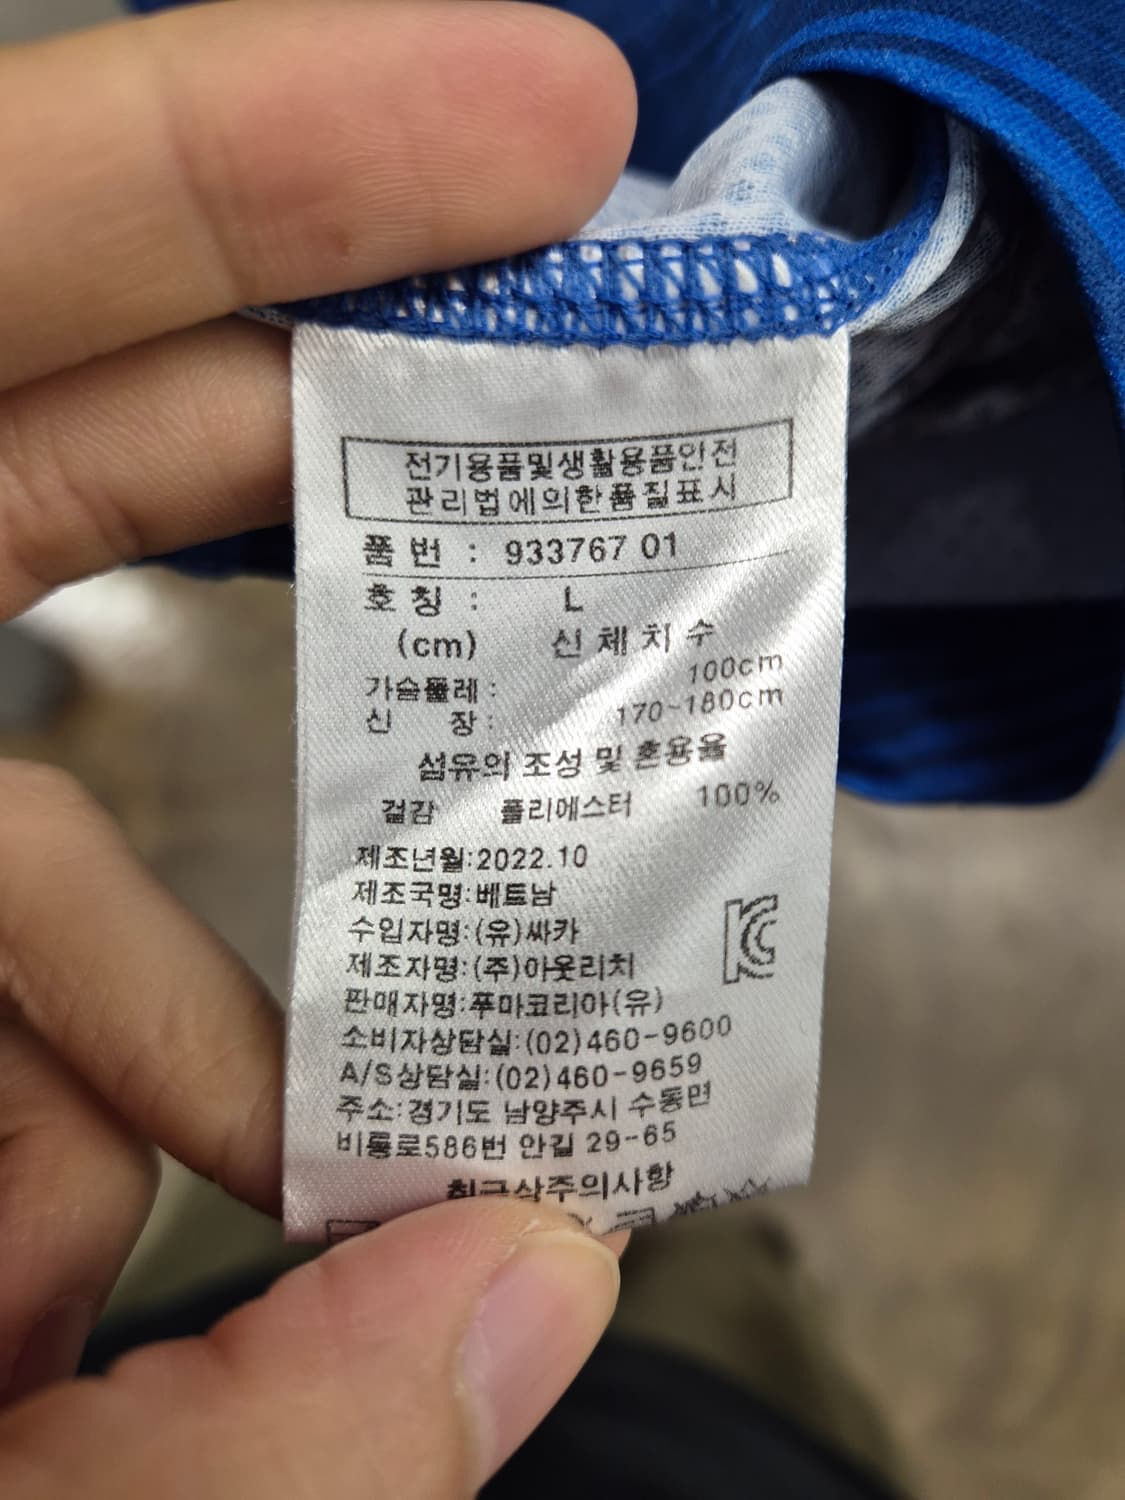 전기용품및생활용품안전
관리법에의한품질표시
품 번 : 933767 01
호 칭 : L
(cm) 신 체 치 수
가슴둘레 : 100cm
신 장 : 170~180cm
섬유의 조성 및 혼용율
겉감 폴리에스터 100%
제조년월:2022.10
제조국명:베트남
수입자명:(유)싸카
제조자명:(주)아웃리치
판매자명:푸마코리아(유)
소비자상담실:(02)460-9600
A/S상담실:(02)460-9659
주소:경기도 남양주시 수동면
비룡로586번 안길 29-65
취급상주의사항